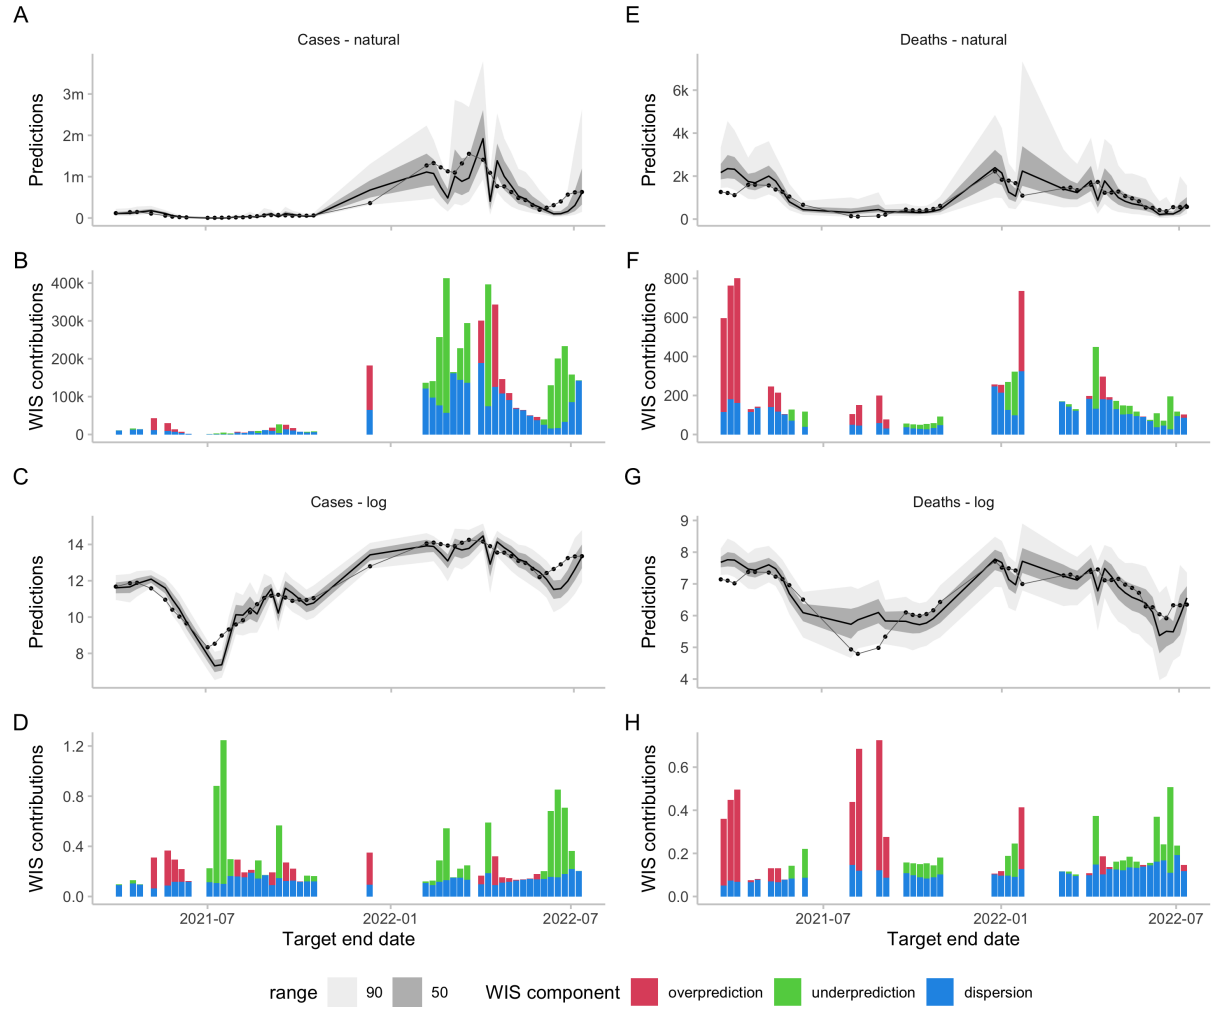 A
Cases - natural
Predictions
3m
2m
1m
0
B
WIS contributions
400k
300k
200k
100k
0
C
Cases - log
Predictions
14
12
10
8
D
WIS contributions
1.2
0.8
0.4
0.0
2021-07
2022-01
2022-07
Target end date
E
Deaths - natural
Predictions
6k
4k
2k
0
F
WIS contributions
800
600
400
200
0
G
Deaths - log
Predictions
9
8
7
6
5
4
H
WIS contributions
0.6
0.4
0.2
0.0
2021-07
2022-01
2022-07
Target end date
range 90 50 WIS component overprediction underprediction dispersion